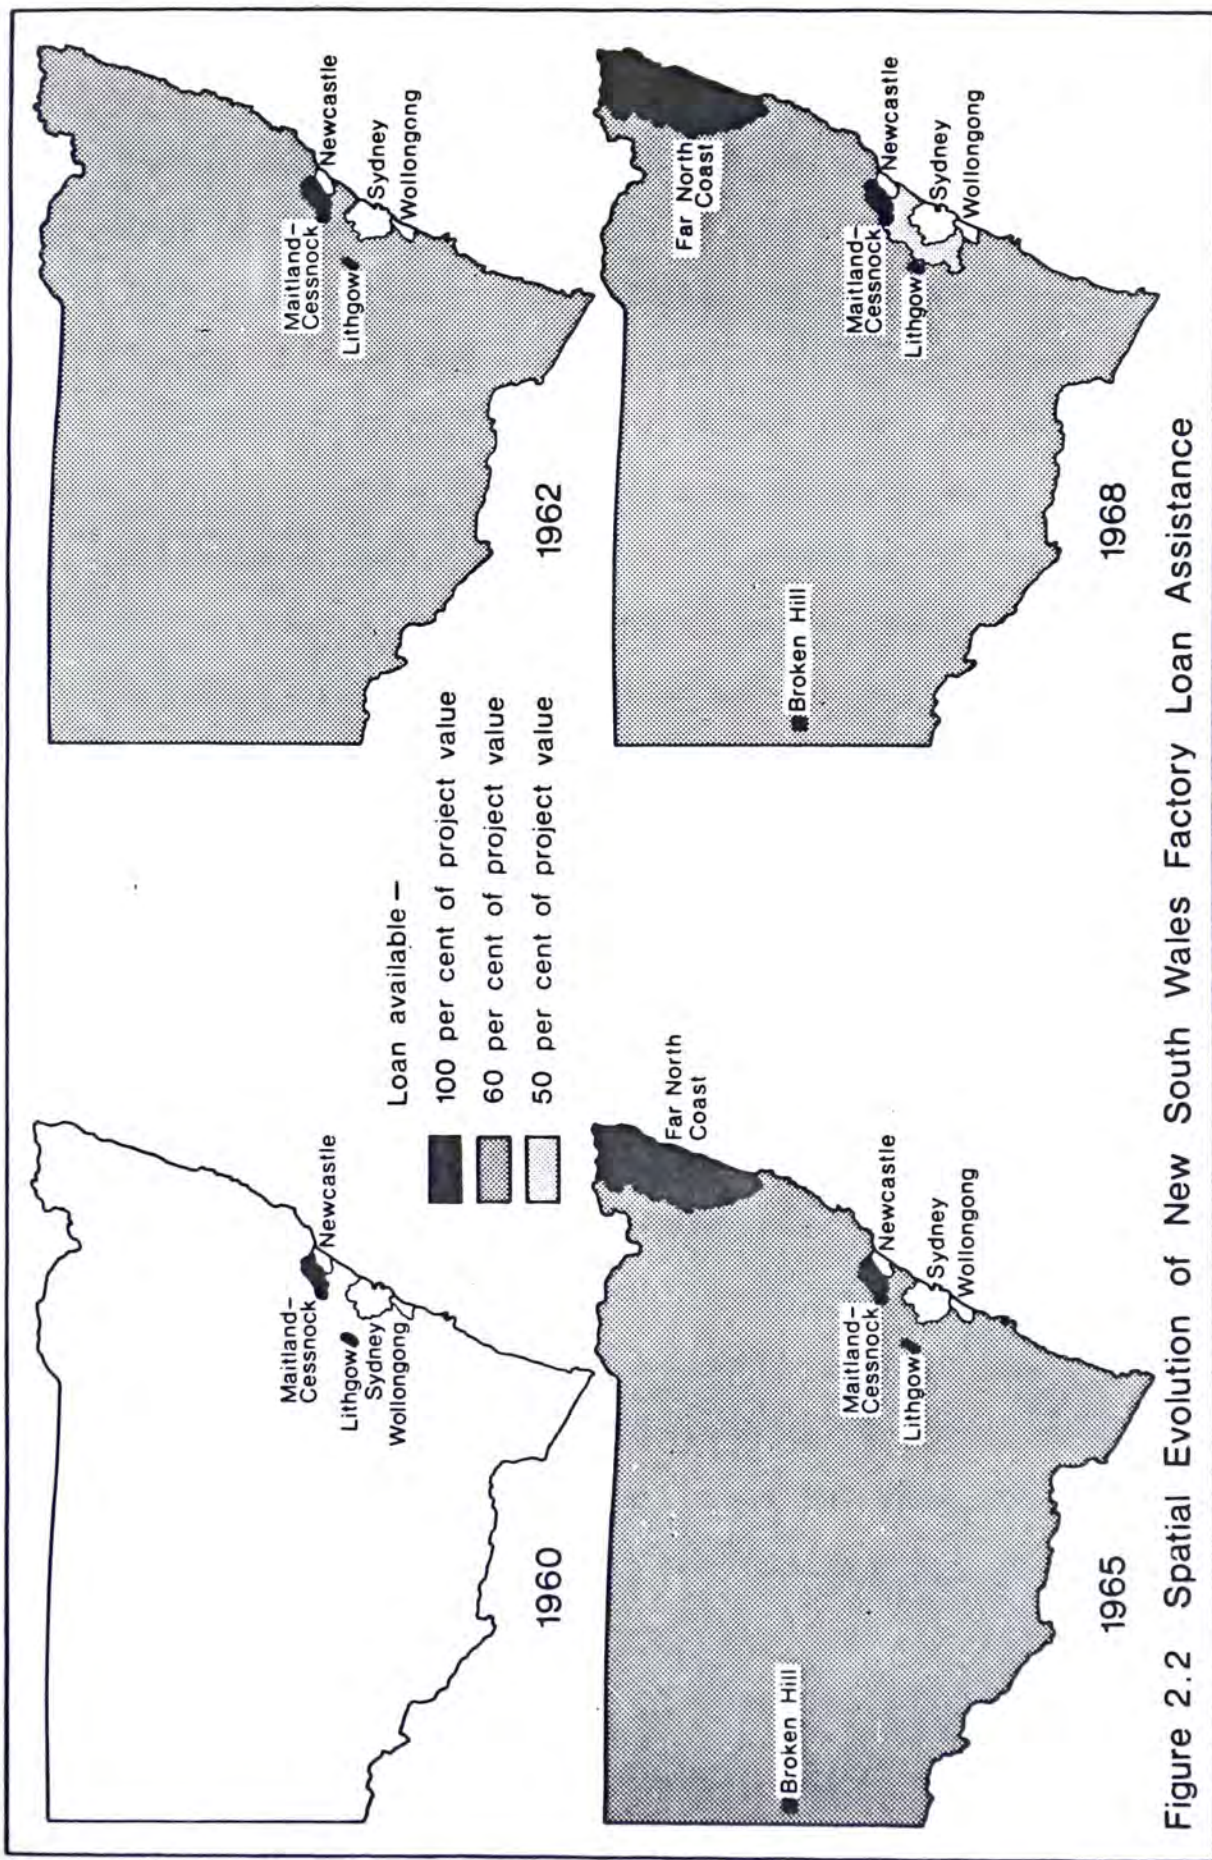 Maitland–
Cessnock
Newcastle
Lithgow
Sydney
Wollongong
1960
Maitland–
Cessnock
Newcastle
Lithgow
Sydney
Wollongong
1962
Loan available –
100 per cent of project value
60 per cent of project value
50 per cent of project value
Far North
Coast
Broken Hill
Maitland–
Cessnock
Newcastle
Lithgow
Sydney
Wollongong
1965
Far North
Coast
Broken Hill
Maitland–
Cessnock
Newcastle
Lithgow
Sydney
Wollongong
1968
Figure 2.2 Spatial Evolution of New South Wales Factory Loan Assistance